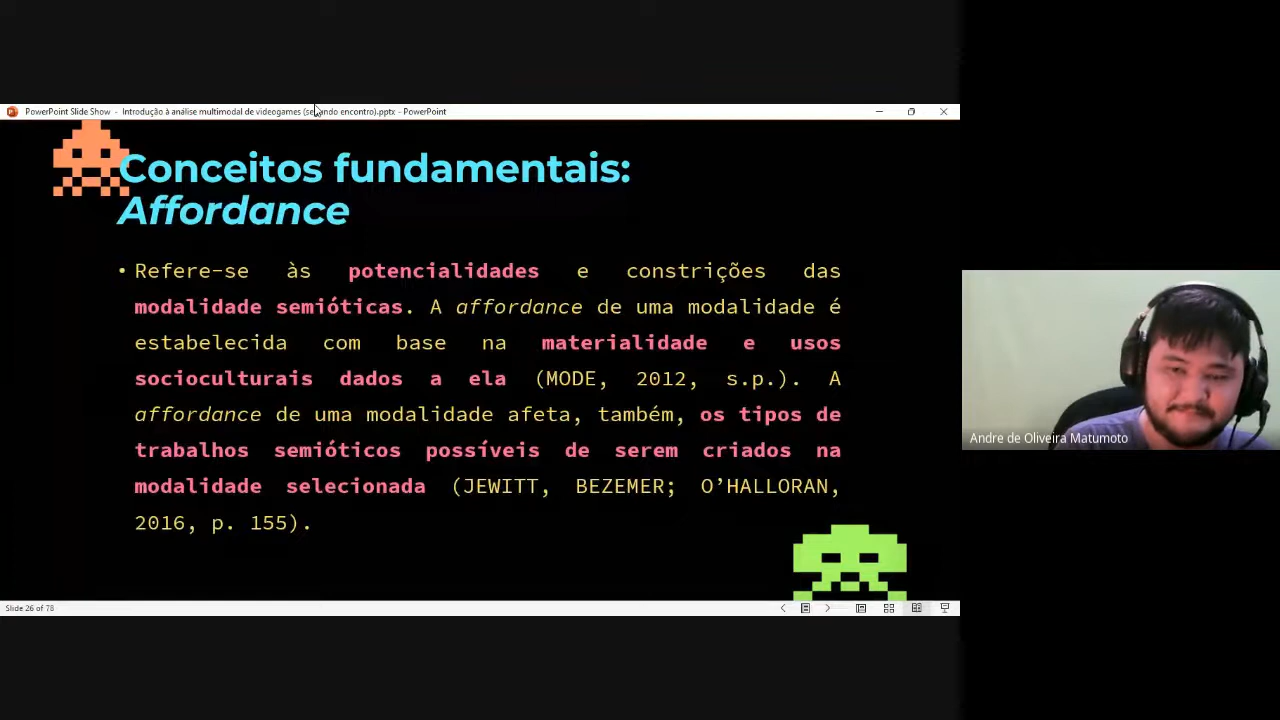 PowerPoint Slide Show - Introdução à análise multimodal de videogames (segundo encontro).pptx - PowerPoint
Conceitos fundamentais:
Affordance
• Refere-se às potencialidades e constrições das
modalidade semióticas. A affordance de uma modalidade é
estabelecida com base na materialidade e usos
socioculturais dados a ela (MODE, 2012, s.p.). A
affordance de uma modalidade afeta, também, os tipos de
trabalhos semióticos possíveis de serem criados na
modalidade selecionada (JEWITT, BEZEMER; O’HALLORAN,
2016, p. 155).
Andre de Oliveira Matumoto
Slide 26 of 78